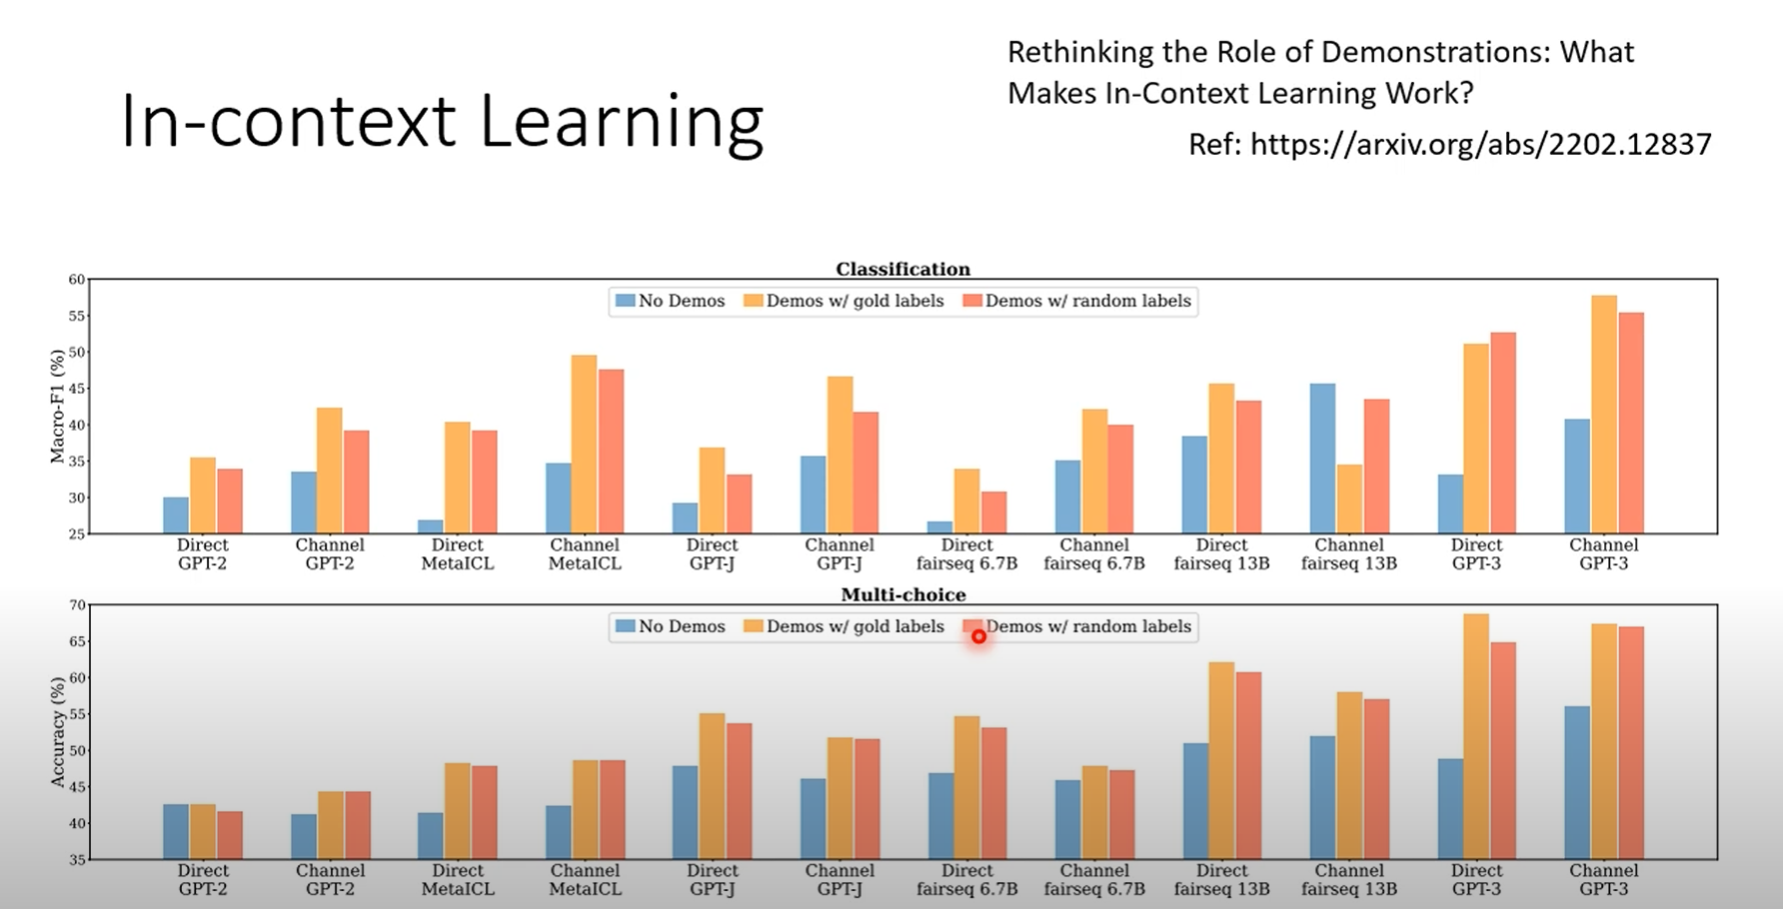 In-context Learning
Rethinking the Role of Demonstrations: What
Makes In-Context Learning Work?
Ref: https://arxiv.org/abs/2202.12837
Classification
No Demos Demos w/ gold labels Demos w/ random labels
Macro-F1 (%)
60
55
50
45
40
35
30
25
Direct GPT-2
Channel GPT-2
Direct MetaICL
Channel MetaICL
Direct GPT-J
Channel GPT-J
Direct fairseq 6.7B
Channel fairseq 6.7B
Direct fairseq 13B
Channel fairseq 13B
Direct GPT-3
Channel GPT-3
Multi-choice
No Demos Demos w/ gold labels Demos w/ random labels
Accuracy (%)
70
65
60
55
50
45
40
35
Direct GPT-2
Channel GPT-2
Direct MetaICL
Channel MetaICL
Direct GPT-J
Channel GPT-J
Direct fairseq 6.7B
Channel fairseq 6.7B
Direct fairseq 13B
Channel fairseq 13B
Direct GPT-3
Channel GPT-3